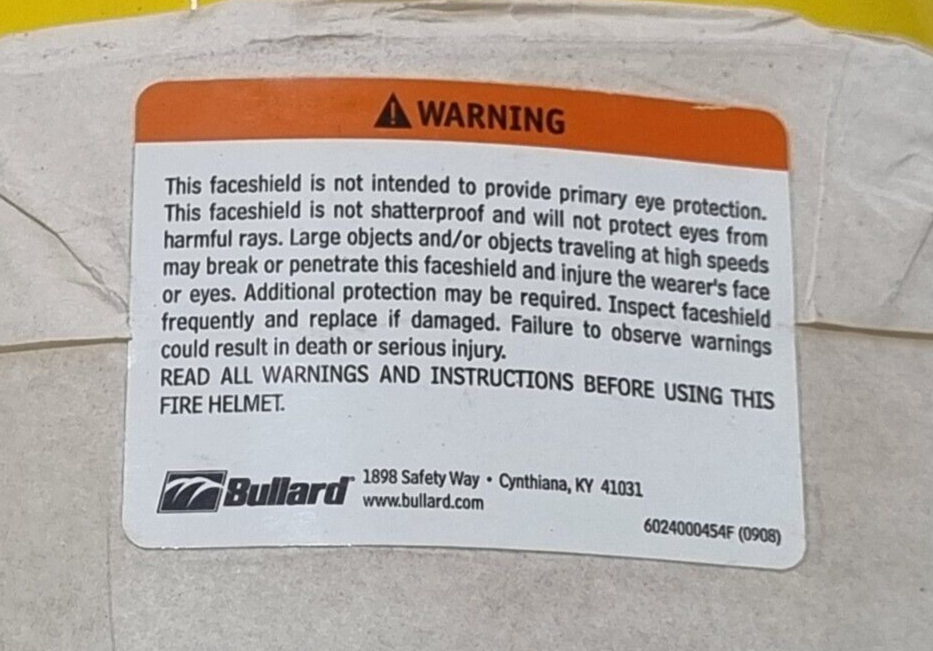 WARNING
This faceshield is not intended to provide primary eye protection.
This faceshield is not shatterproof and will not protect eyes from
harmful rays. Large objects and/or objects traveling at high speeds
may break or penetrate this faceshield and injure the wearer's face
or eyes. Additional protection may be required. Inspect faceshield
frequently and replace if damaged. Failure to observe warnings
could result in death or serious injury.
READ ALL WARNINGS AND INSTRUCTIONS BEFORE USING THIS
FIRE HELMET.
Bullard™ 1898 Safety Way • Cynthiana, KY 41031
www.bullard.com
6024000454F (0908)